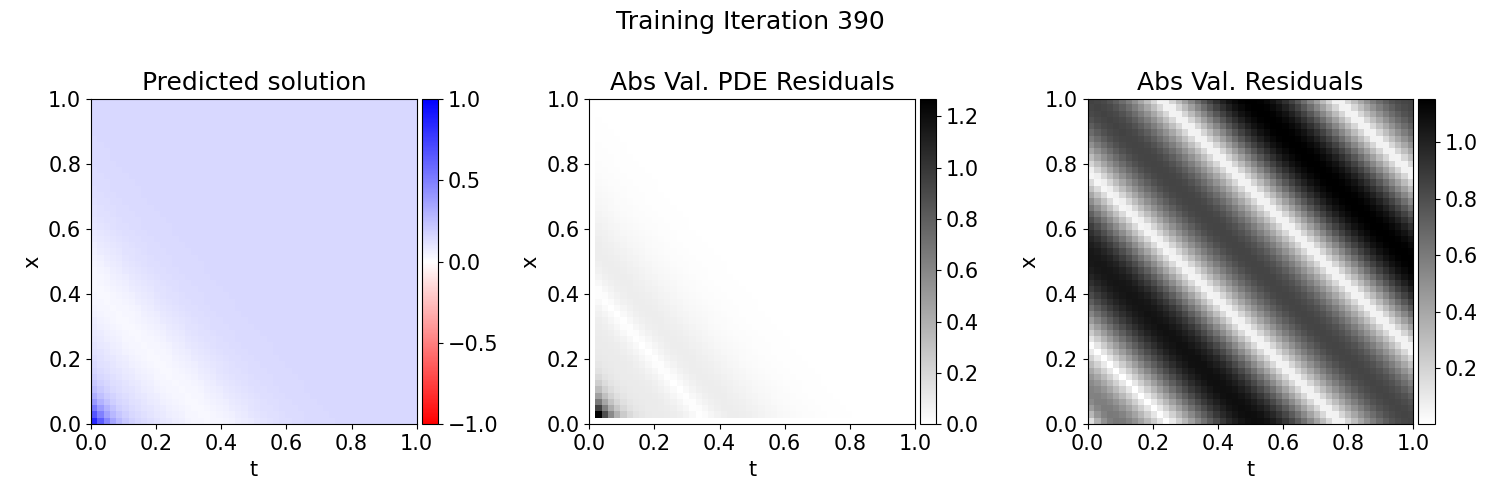 Training Iteration 390
Predicted solution
Abs Val. PDE Residuals
Abs Val. Residuals
1.0
0.8
0.6
0.4
0.2
0.0
x
0.0 0.2 0.4 0.6 0.8 1.0
t
1.0
0.5
0.0
−0.5
−1.0
1.0
0.8
0.6
0.4
0.2
0.0
x
0.0 0.2 0.4 0.6 0.8 1.0
t
1.2
1.0
0.8
0.6
0.4
0.2
0.0
1.0
0.8
0.6
0.4
0.2
0.0
x
0.0 0.2 0.4 0.6 0.8 1.0
t
1.0
0.8
0.6
0.4
0.2